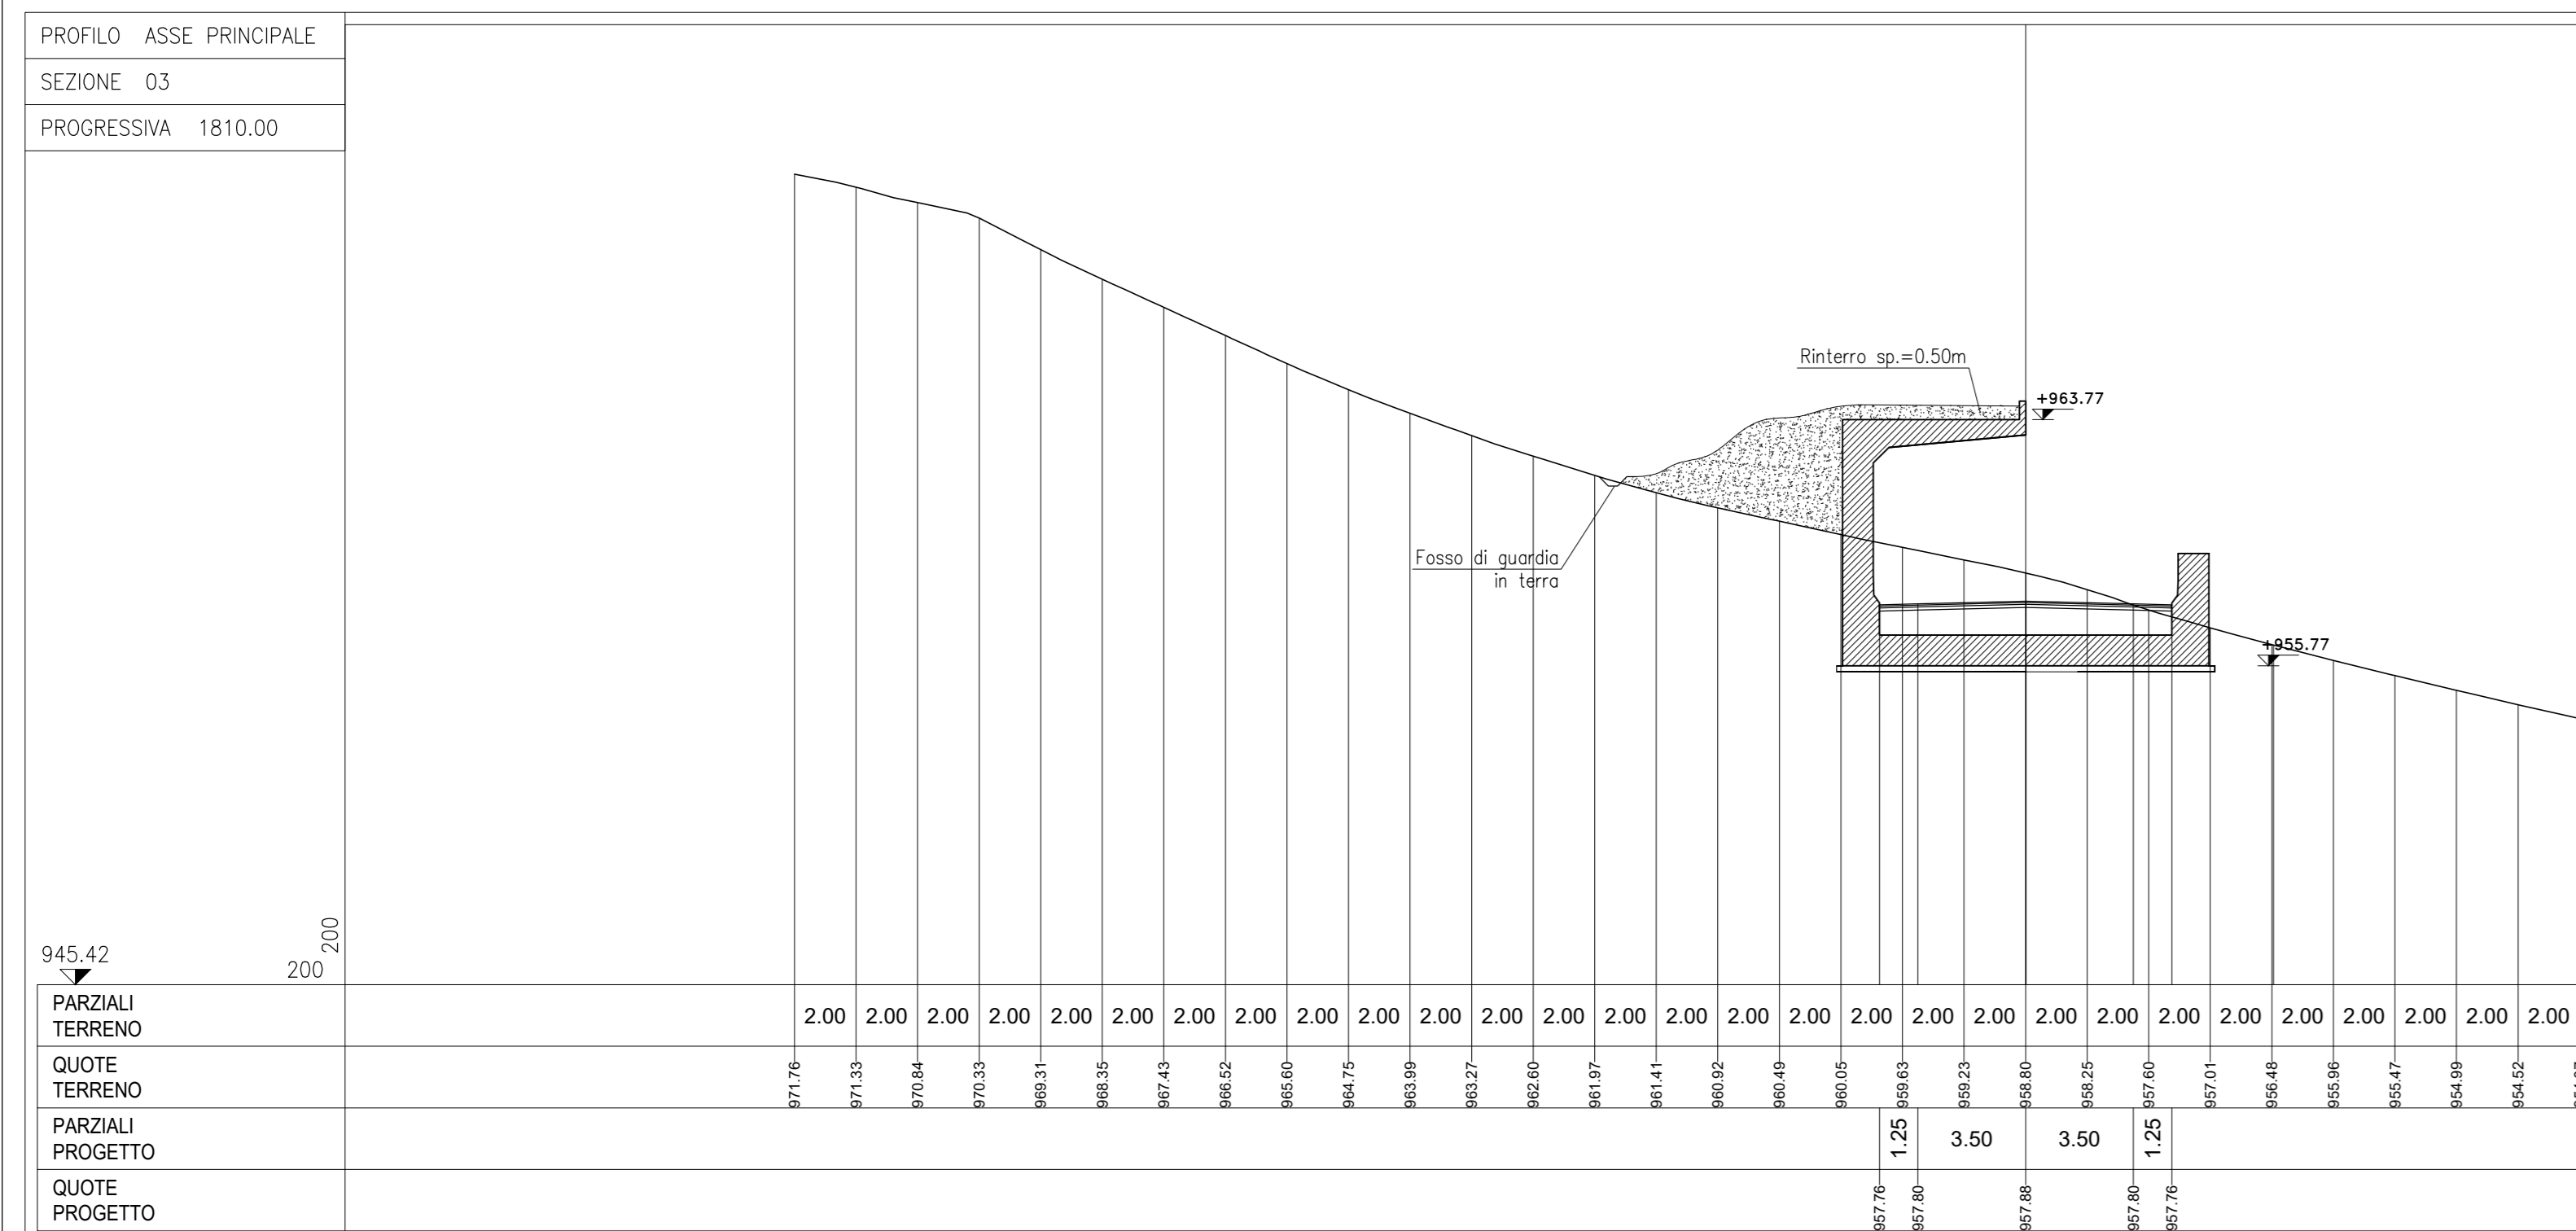 PROFILO ASSE PRINCIPALE
SEZIONE 03
PROGRESSIVA 1810.00
Rinterro sp.=0.50m
+963.77
Fosso di guardia
in terra
+955.77
945.42
200
200
PARZIALI
TERRENO
2.00 2.00 2.00 2.00 2.00 2.00 2.00 2.00 2.00 2.00 2.00 2.00 2.00 2.00 2.00 2.00 2.00 2.00 2.00 2.00 2.00 2.00 2.00 2.00 2.00 2.00 2.00 2.00 2.00
QUOTE
TERRENO
971.76 971.33 970.84 970.33 969.31 968.35 967.43 966.52 965.60 964.75 963.99 963.27 962.60 961.97 961.41 960.92 960.49 960.05 959.63 959.23 958.80 958.25 957.60 957.01 956.48 955.96 955.47 954.99 954.52
PARZIALI
PROGETTO
1.25 3.50 3.50 1.25
QUOTE
PROGETTO
957.76 957.80 957.88 957.80 957.76